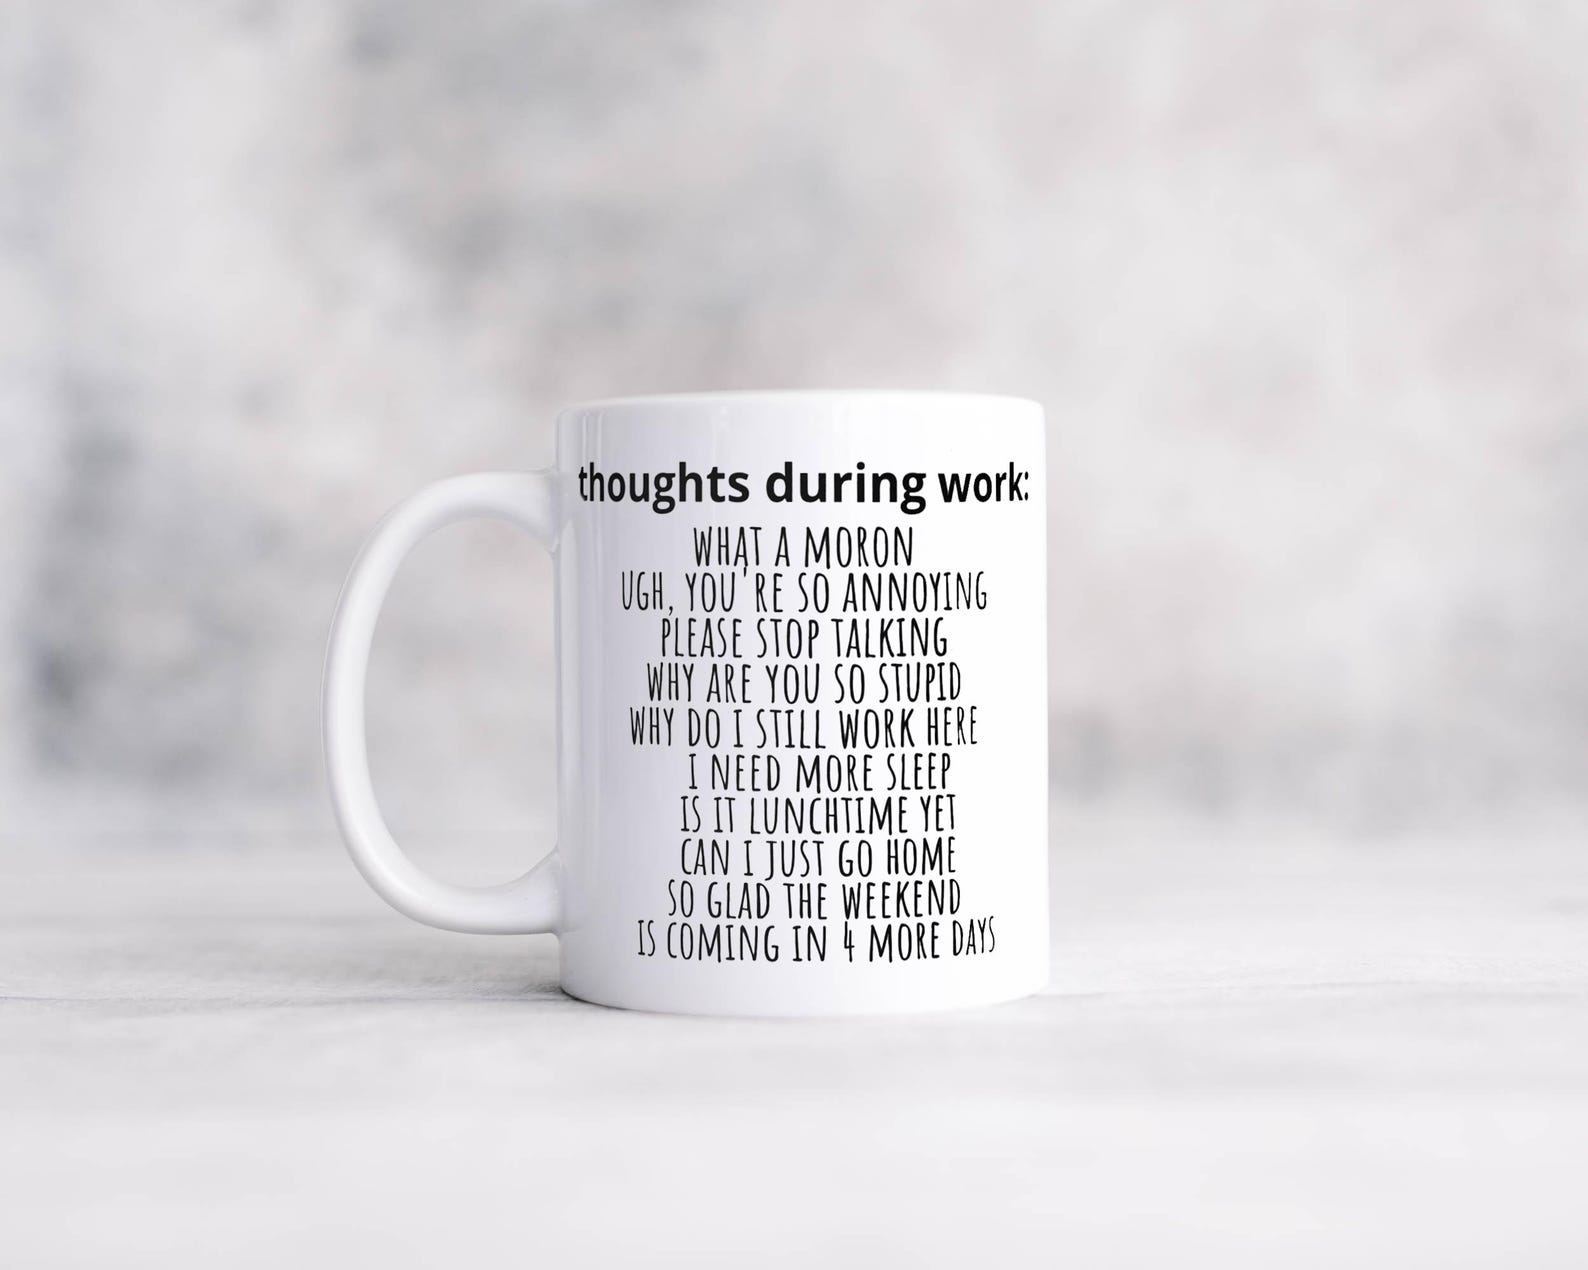 thoughts during work:
WHAT A MORON
UGH, YOU'RE SO ANNOYING
PLEASE STOP TALKING
WHY ARE YOU SO STUPID
WHY DO I STILL WORK HERE
I NEED MORE SLEEP
IS IT LUNCHTIME YET
CAN I JUST GO HOME
SO GLAD THE WEEKEND
IS COMING IN 4 MORE DAYS